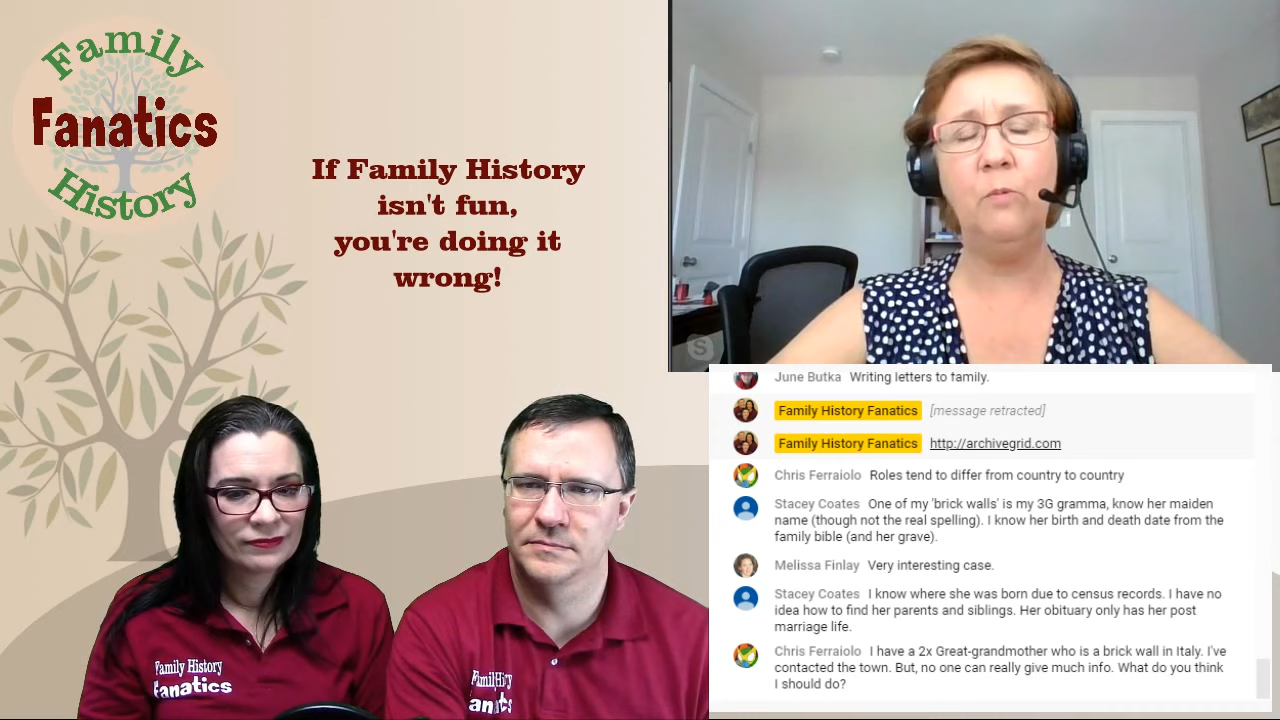 Family
Fanatics
History
If Family History
isn't fun,
you're doing it
wrong!
S
June Butka Writing letters to family.
Family History Fanatics [message retracted]
Family History Fanatics http://archivegrid.com
Chris Ferraiolo Roles tend to differ from country to country
Stacey Coates One of my 'brick walls' is my 3G gramma, know her maiden
name (though not the real spelling). I know her birth and death date from the
family bible (and her grave).
Melissa Finlay Very interesting case.
Stacey Coates I know where she was born due to census records. I have no
idea how to find her parents and siblings. Her obituary only has her post
marriage life.
Chris Ferraiolo I have a 2x Great-grandmother who is a brick wall in Italy. I've
contacted the town. But, no one can really give much info. What do you think
I should do?
Family History
Fanatics